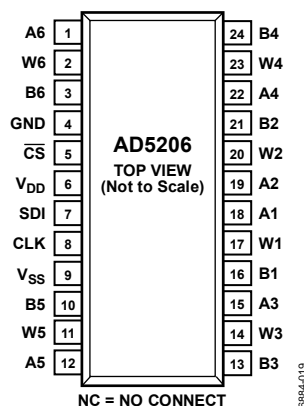 A6 1
W6 2
B6 3
GND 4
C̅S̅ 5
VDD 6
SDI 7
CLK 8
VSS 9
B5 10
W5 11
A5 12
AD5206
TOP VIEW
(Not to Scale)
24 B4
23 W4
22 A4
21 B2
20 W2
19 A2
18 A1
17 W1
16 B1
15 A3
14 W3
13 B3
NC = NO CONNECT